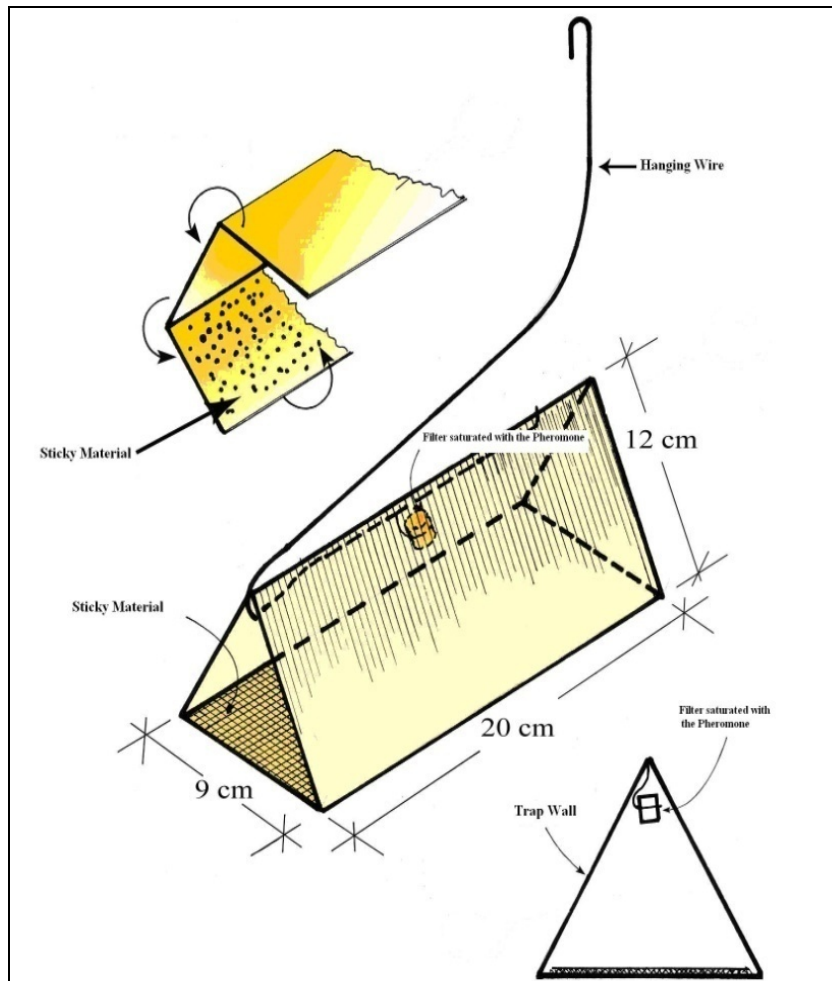 Hanging Wire
Sticky Material
Filter saturated with the Pheromone
12 cm
Sticky Material
20 cm
9 cm
Filter saturated with
the Pheromone
Trap Wall